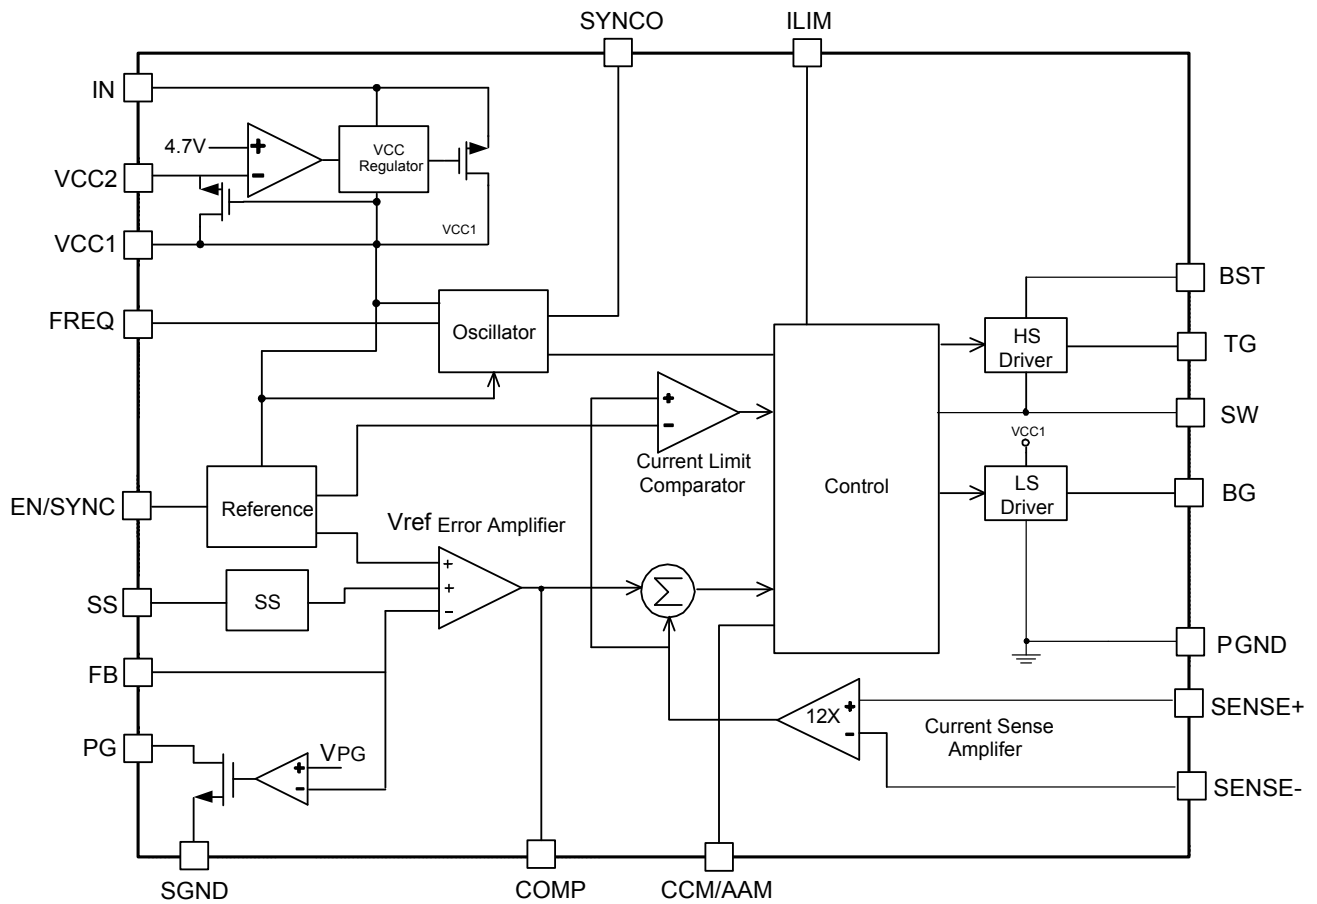 SYNCO
ILIM
IN
4.7V
+
-
VCC
Regulator
VCC2
VCC1
VCC1
FREQ
Oscillator
BST
HS
Driver
TG
SW
+
-
Current Limit
Comparator
Control
VCC1
LS
Driver
BG
EN/SYNC
Reference
Vref Error Amplifier
+
+
-
SS
SS
Σ
FB
PGND
12X
+
-
SENSE+
Current Sense
Amplifer
PG
VPG
+
-
SENSE-
SGND
COMP
CCM/AAM